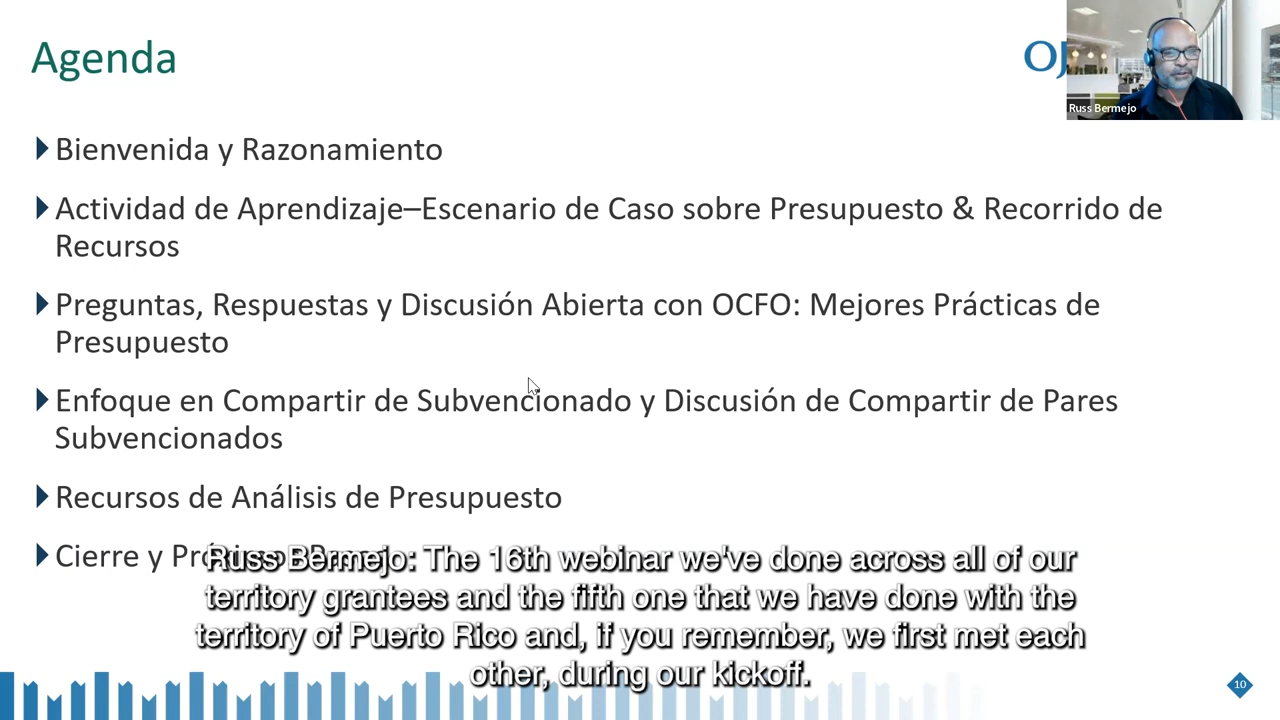 Agenda
OJ
Russ Bermejo
Bienvenida y Razonamiento
Actividad de Aprendizaje–Escenario de Caso sobre Presupuesto & Recorrido de
Recursos
Preguntas, Respuestas y Discusión Abierta con OCFO: Mejores Prácticas de
Presupuesto
Enfoque en Compartir de Subvencionado y Discusión de Compartir de Pares
Subvencionados
Recursos de Análisis de Presupuesto
Cierre y
Russ Bermejo: The 16th webinar we've done across all of our
territory grantees and the fifth one that we have done with the
territory of Puerto Rico and, if you remember, we first met each
other, during our kickoff.
10